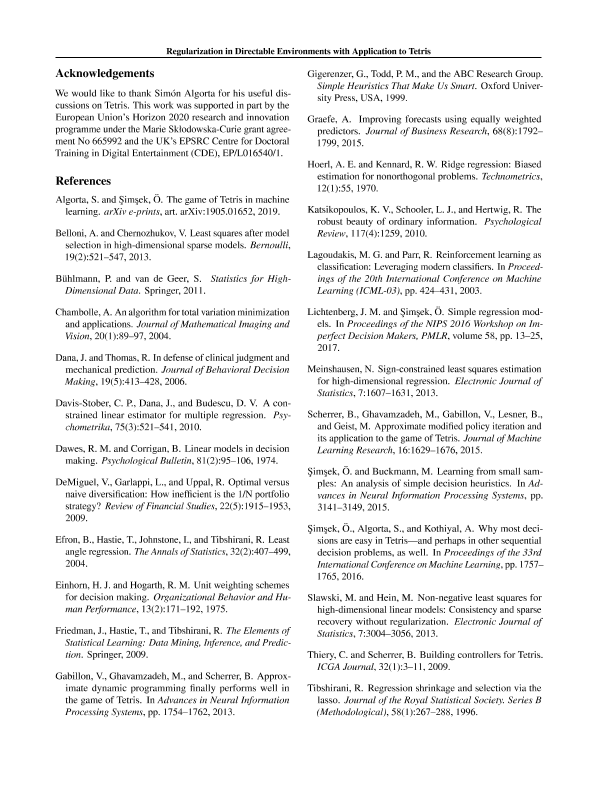 Regularization in Directable Environments with Application to Tetris
Acknowledgements
We would like to thank Simón Algorta for his useful dis-
cussions on Tetris. This work was supported in part by the
European Union's Horizon 2020 research and innovation
programme under the Marie Skłodowska-Curie grant agree-
ment No 665992 and the UK's EPSRC Centre for Doctoral
Training in Digital Entertainment (CDE), EP/L016540/1.
References
Algorta, S. and Şimşek, Ö. The game of Tetris in machine
learning. arXiv e-prints, art. arXiv:1905.01652, 2019.
Belloni, A. and Chernozhukov, V. Least squares after model
selection in high-dimensional sparse models. Bernoulli,
19(2):521–547, 2013.
Bühlmann, P. and van de Geer, S. Statistics for High-
Dimensional Data. Springer, 2011.
Chambolle, A. An algorithm for total variation minimization
and applications. Journal of Mathematical Imaging and
Vision, 20(1):89–97, 2004.
Dana, J. and Thomas, R. In defense of clinical judgment and
mechanical prediction. Journal of Behavioral Decision
Making, 19(5):413–428, 2006.
Davis-Stober, C. P., Dana, J., and Budescu, D. V. A con-
strained linear estimator for multiple regression. Psy-
chometrika, 75(3):521–541, 2010.
Dawes, R. M. and Corrigan, B. Linear models in decision
making. Psychological Bulletin, 81(2):95–106, 1974.
DeMiguel, V., Garlappi, L., and Uppal, R. Optimal versus
naive diversification: How inefficient is the 1/N portfolio
strategy? Review of Financial Studies, 22(5):1915–1953,
2009.
Efron, B., Hastie, T., Johnstone, I., and Tibshirani, R. Least
angle regression. The Annals of Statistics, 32(2):407–499,
2004.
Einhorn, H. J. and Hogarth, R. M. Unit weighting schemes
for decision making. Organizational Behavior and Hu-
man Performance, 13(2):171–192, 1975.
Friedman, J., Hastie, T., and Tibshirani, R. The Elements of
Statistical Learning: Data Mining, Inference, and Predic-
tion. Springer, 2009.
Gabillon, V., Ghavamzadeh, M., and Scherrer, B. Approx-
imate dynamic programming finally performs well in
the game of Tetris. In Advances in Neural Information
Processing Systems, pp. 1754–1762, 2013.
Gigerenzer, G., Todd, P. M., and the ABC Research Group.
Simple Heuristics That Make Us Smart. Oxford Univer-
sity Press, USA, 1999.
Graefe, A. Improving forecasts using equally weighted
predictors. Journal of Business Research, 68(8):1792–
1799, 2015.
Hoerl, A. E. and Kennard, R. W. Ridge regression: Biased
estimation for nonorthogonal problems. Technometrics,
12(1):55, 1970.
Katsikopoulos, K. V., Schooler, L. J., and Hertwig, R. The
robust beauty of ordinary information. Psychological
Review, 117(4):1259, 2010.
Lagoudakis, M. G. and Parr, R. Reinforcement learning as
classification: Leveraging modern classifiers. In Proceed-
ings of the 20th International Conference on Machine
Learning (ICML-03), pp. 424–431, 2003.
Lichtenberg, J. M. and Şimşek, Ö. Simple regression mod-
els. In Proceedings of the NIPS 2016 Workshop on Im-
perfect Decision Makers, PMLR, volume 58, pp. 13–25,
2017.
Meinshausen, N. Sign-constrained least squares estimation
for high-dimensional regression. Electronic Journal of
Statistics, 7:1607–1631, 2013.
Scherrer, B., Ghavamzadeh, M., Gabillon, V., Lesner, B.,
and Geist, M. Approximate modified policy iteration and
its application to the game of Tetris. Journal of Machine
Learning Research, 16:1629–1676, 2015.
Şimşek, Ö. and Buckmann, M. Learning from small sam-
ples: An analysis of simple decision heuristics. In Ad-
vances in Neural Information Processing Systems, pp.
3141–3149, 2015.
Şimşek, Ö., Algorta, S., and Kothiyal, A. Why most deci-
sions are easy in Tetris—and perhaps in other sequential
decision problems, as well. In Proceedings of the 33rd
International Conference on Machine Learning, pp. 1757–
1765, 2016.
Slawski, M. and Hein, M. Non-negative least squares for
high-dimensional linear models: Consistency and sparse
recovery without regularization. Electronic Journal of
Statistics, 7:3004–3056, 2013.
Thiery, C. and Scherrer, B. Building controllers for Tetris.
ICGA Journal, 32(1):3–11, 2009.
Tibshirani, R. Regression shrinkage and selection via the
lasso. Journal of the Royal Statistical Society. Series B
(Methodological), 58(1):267–288, 1996.